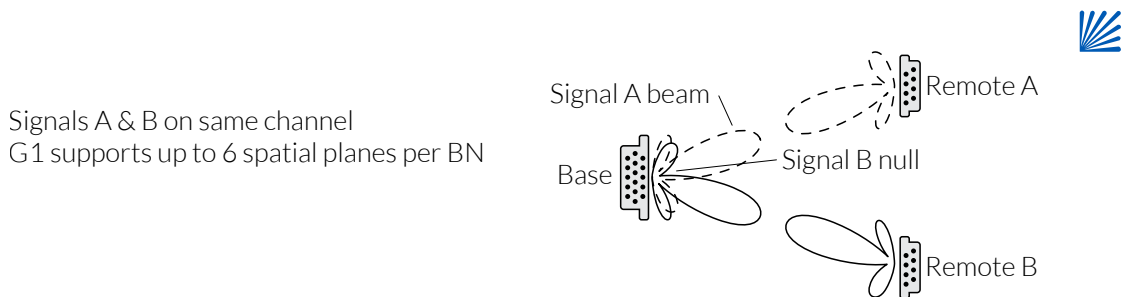 Signals A & B on same channel
G1 supports up to 6 spatial planes per BN
Signal A beam
Remote A
Signal B null
Base
Remote B